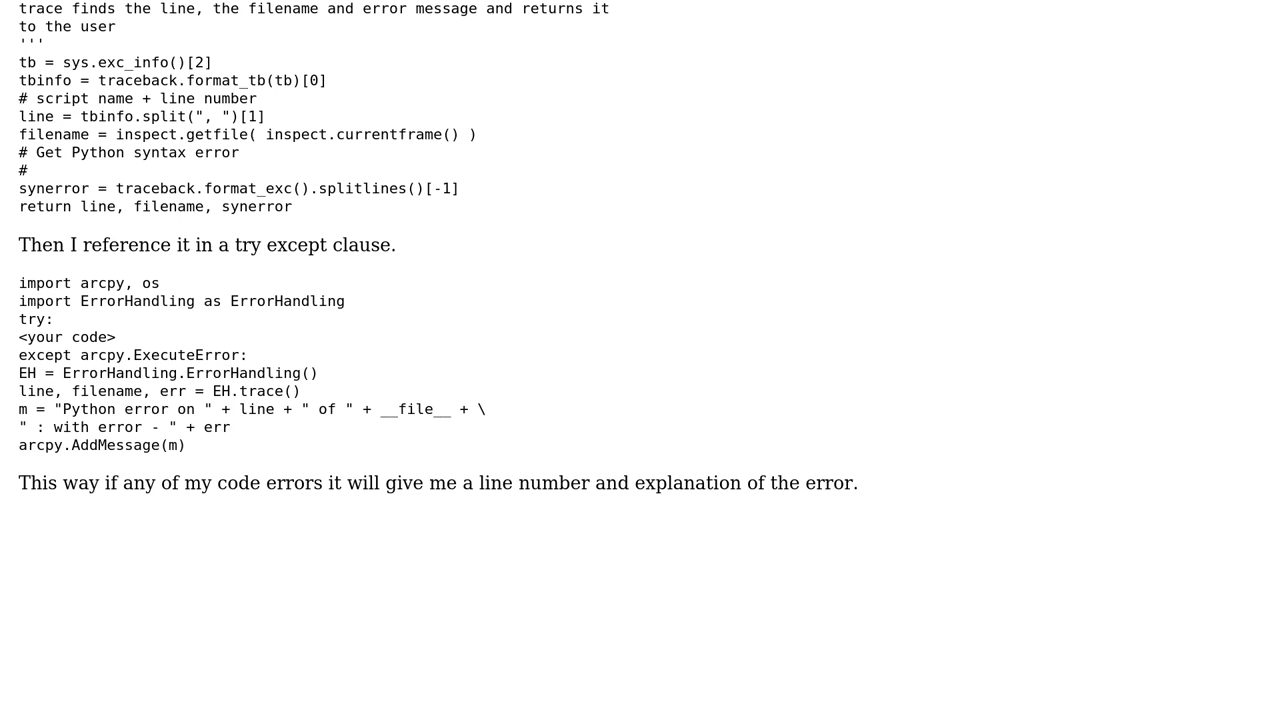 trace finds the line, the filename and error message and returns it
to the user
'''
tb = sys.exc_info()[2]
tbinfo = traceback.format_tb(tb)[0]
# script name + line number
line = tbinfo.split(", ")[1]
filename = inspect.getfile( inspect.currentframe() )
# Get Python syntax error
#
synerror = traceback.format_exc().splitlines()[-1]
return line, filename, synerror
Then I reference it in a try except clause.
import arcpy, os
import ErrorHandling as ErrorHandling
try:
<your code>
except arcpy.ExecuteError:
EH = ErrorHandling.ErrorHandling()
line, filename, err = EH.trace()
m = "Python error on " + line + " of " + __file__ + \
" : with error - " + err
arcpy.AddMessage(m)
This way if any of my code errors it will give me a line number and explanation of the error.